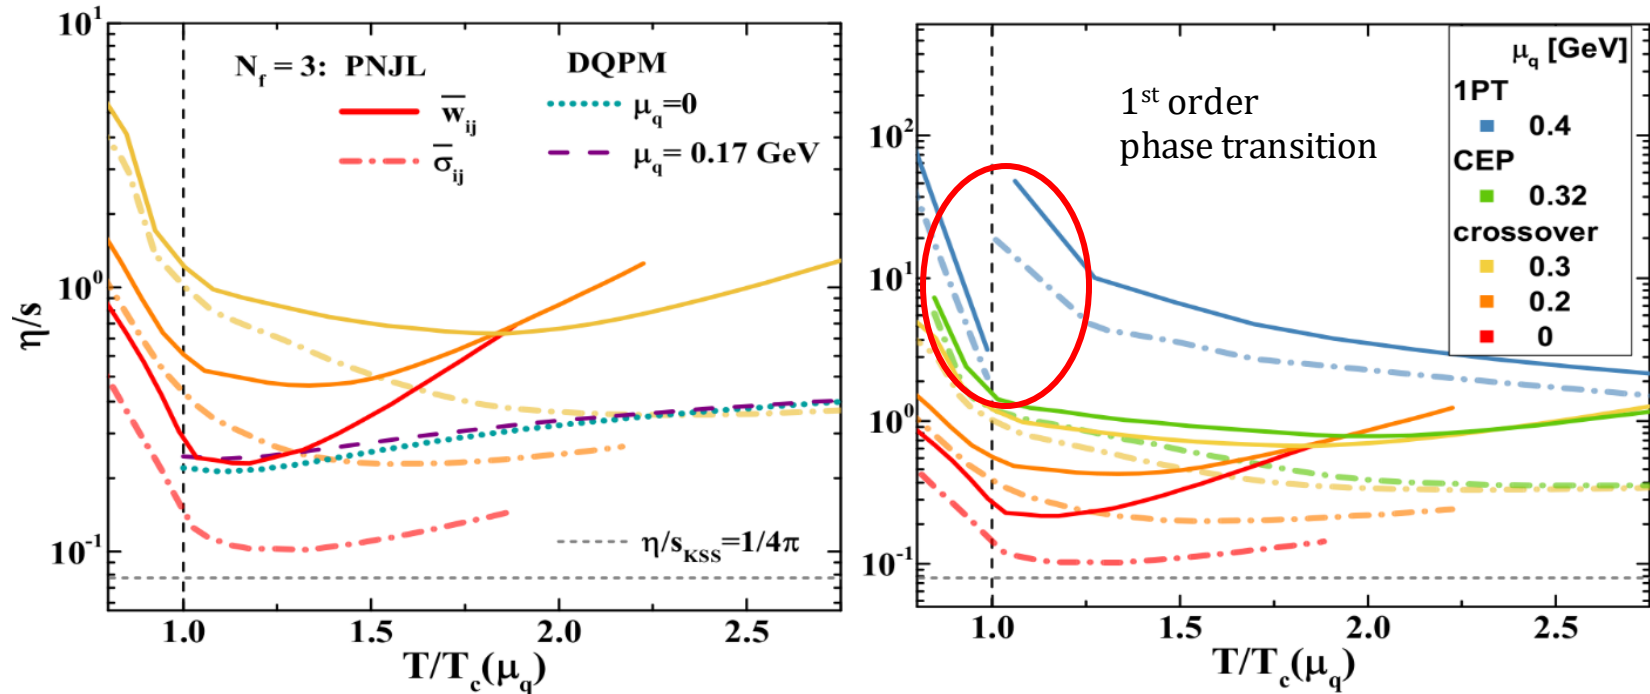 10¹
10⁰
10⁻¹
η/s
N_f = 3: PNJL DQPM
w̅_ij μ_q=0
σ̅_ij μ_q= 0.17 GeV
η/s_KSS=1/4π
1.0 1.5 2.0 2.5
T/T_c(μ_q)
10²
10¹
10⁰
10⁻¹
1st order
phase transition
μ_q [GeV]
1PT
0.4
CEP
0.32
crossover
0.3
0.2
0
1.0 1.5 2.0 2.5
T/T_c(μ_q)